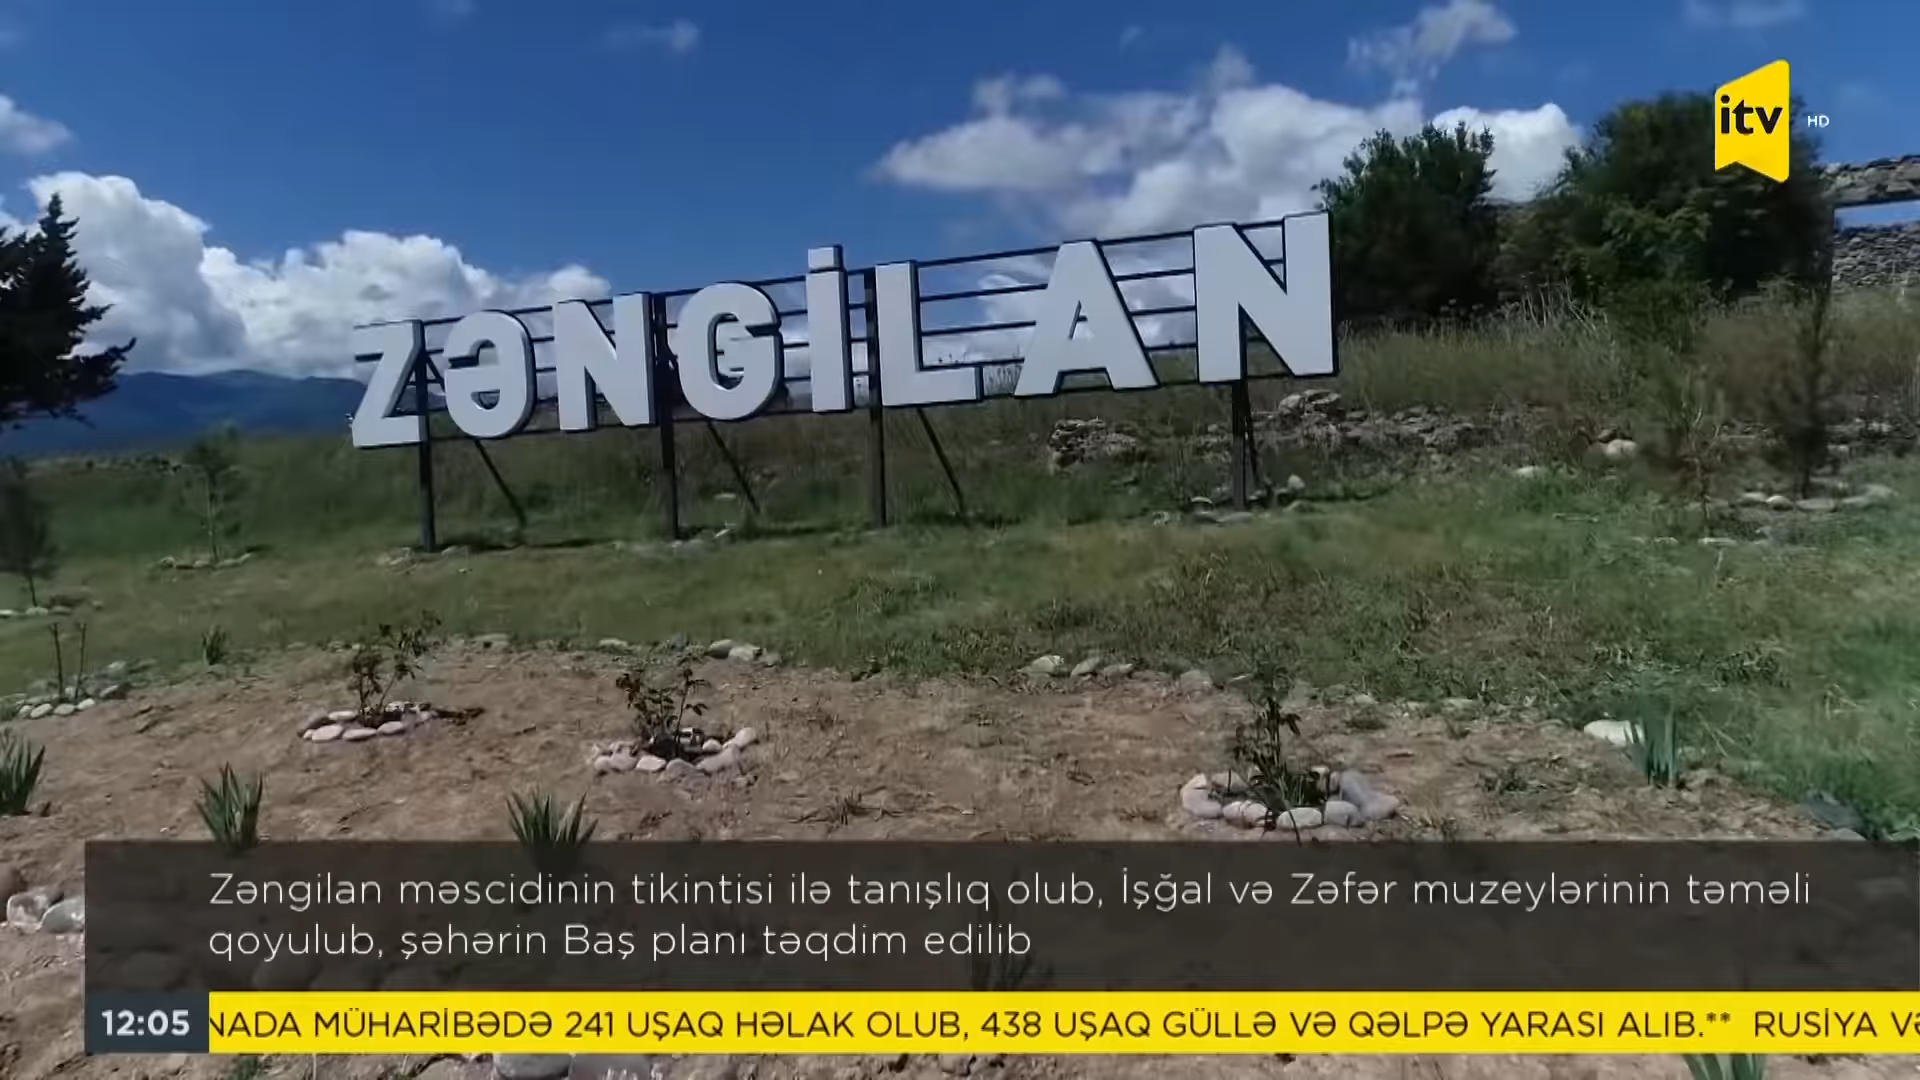 itv HD
ZƏNGİLAN
Zəngilan məscidinin tikintisi ilə tanışlıq olub, İşğal və Zəfər muzeylərinin təməli
qoyulub, şəhərin Baş planı təqdim edilib
12:05 NADA MÜHARİBƏDƏ 241 UŞAQ HƏLAK OLUB, 438 UŞAQ GÜLLƏ VƏ QƏLPƏ YARASI ALIB.** RUSİYA VƏ